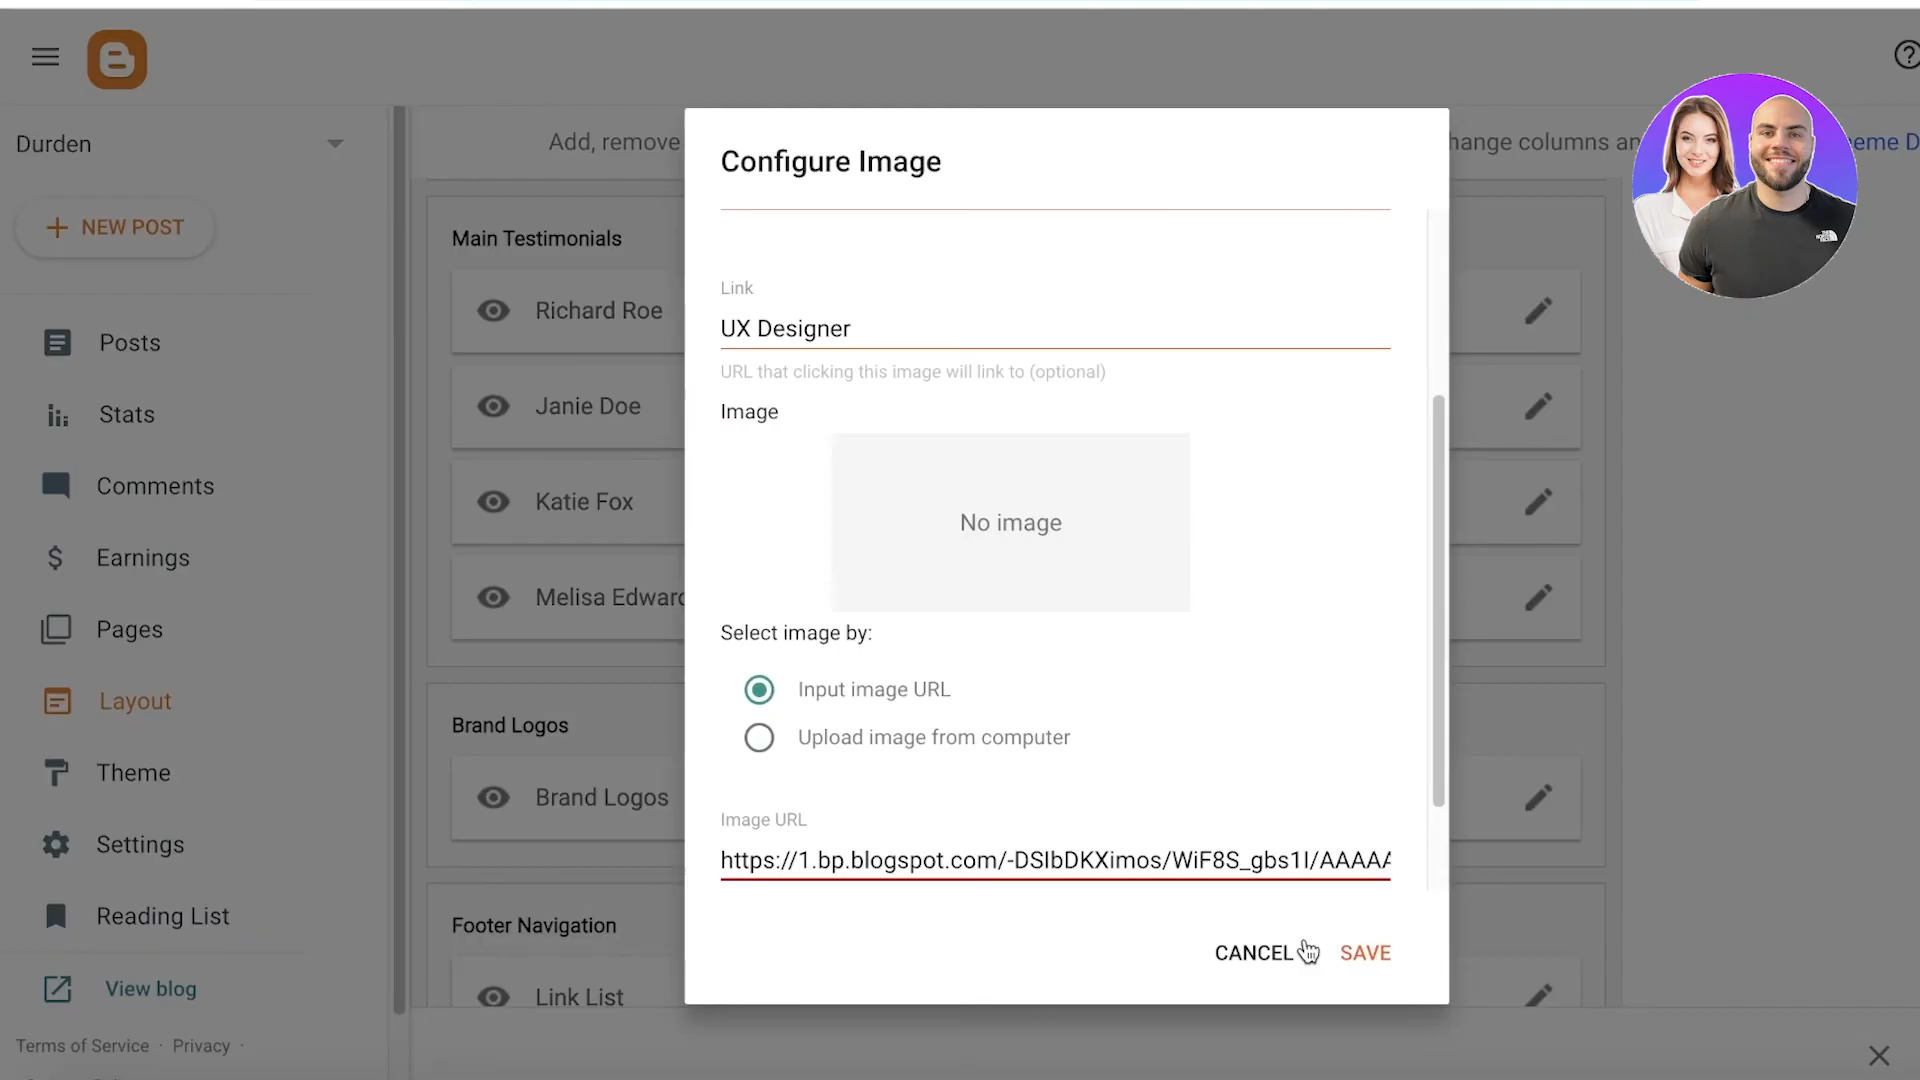 Durden
NEW POST
Posts
Stats
Comments
Earnings
Pages
Layout
Theme
Settings
Reading List
View blog
Terms of Service · Privacy ·
Add, remove
hange columns an
eme D
Main Testimonials
Richard Roe
Janie Doe
Katie Fox
Melisa Edward
Brand Logos
Brand Logos
Footer Navigation
Link List
Configure Image
Link
UX Designer
URL that clicking this image will link to (optional)
Image
No image
Select image by:
Input image URL
Upload image from computer
Image URL
https://1.bp.blogspot.com/-DSIbDKXimos/WiF8S_gbs1I/AAAAA
CANCEL
SAVE